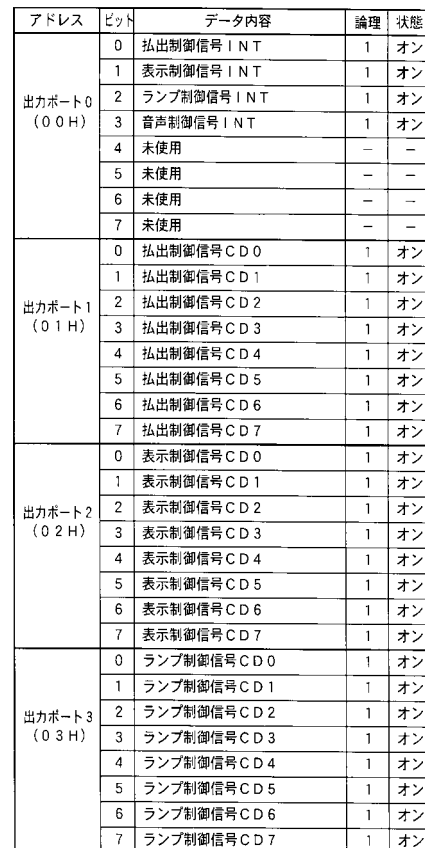 アドレス ビット データ内容 論理 状態
出力ポート0
(00H)
0 払出制御信号INT 1 オン
1 表示制御信号INT 1 オン
2 ランプ制御信号INT 1 オン
3 音声制御信号INT 1 オン
4 未使用 − −
5 未使用 − −
6 未使用 − −
7 未使用 − −
出力ポート1
(01H)
0 払出制御信号CD0 1 オン
1 払出制御信号CD1 1 オン
2 払出制御信号CD2 1 オン
3 払出制御信号CD3 1 オン
4 払出制御信号CD4 1 オン
5 払出制御信号CD5 1 オン
6 払出制御信号CD6 1 オン
7 払出制御信号CD7 1 オン
出力ポート2
(02H)
0 表示制御信号CD0 1 オン
1 表示制御信号CD1 1 オン
2 表示制御信号CD2 1 オン
3 表示制御信号CD3 1 オン
4 表示制御信号CD4 1 オン
5 表示制御信号CD5 1 オン
6 表示制御信号CD6 1 オン
7 表示制御信号CD7 1 オン
出力ポート3
(03H)
0 ランプ制御信号CD0 1 オン
1 ランプ制御信号CD1 1 オン
2 ランプ制御信号CD2 1 オン
3 ランプ制御信号CD3 1 オン
4 ランプ制御信号CD4 1 オン
5 ランプ制御信号CD5 1 オン
6 ランプ制御信号CD6 1 オン
7 ランプ制御信号CD7 1 オン